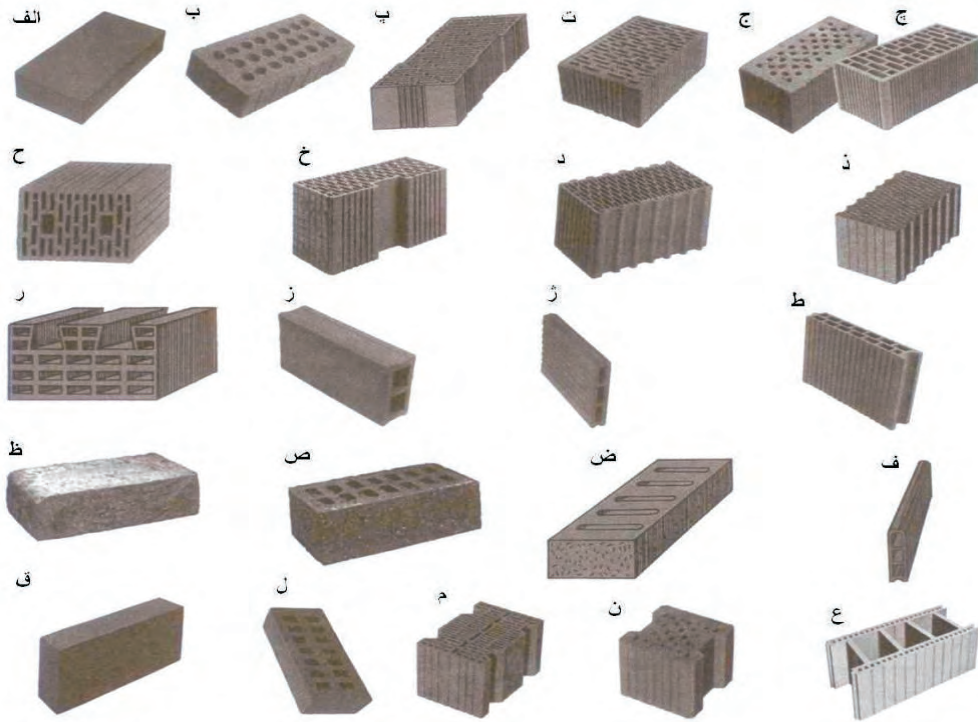 الف ب پ ت ج چ
ح خ د ذ
ر ز ژ ط
ظ ص ض ف
ق ل م ن ع